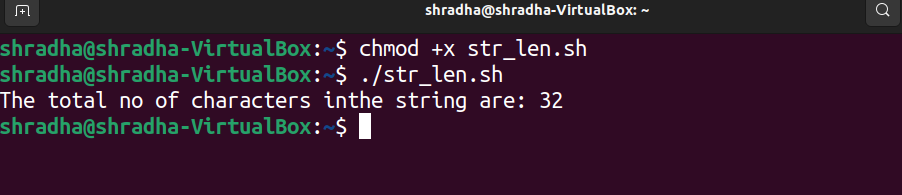 shradha@shradha-VirtualBox: ~
shradha@shradha-VirtualBox:~$ chmod +x str_len.sh
shradha@shradha-VirtualBox:~$ ./str_len.sh
The total no of characters inthe string are: 32
shradha@shradha-VirtualBox:~$